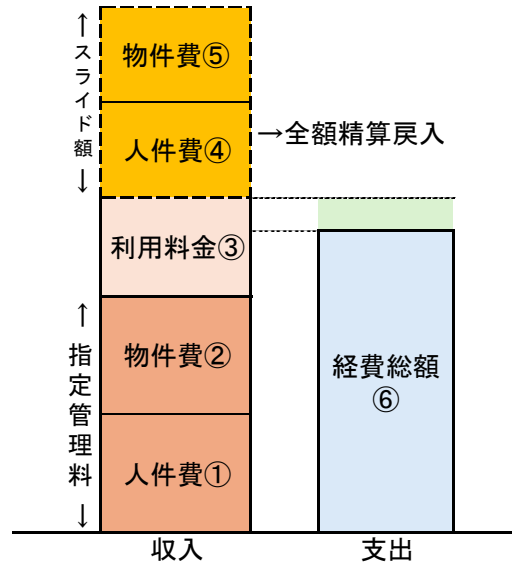 ↑スライド額↓
物件費⑤
人件費④
→全額精算戻入
利用料金③
↑指定管理料↓
物件費②
人件費①
経費総額
⑥
収入
支出